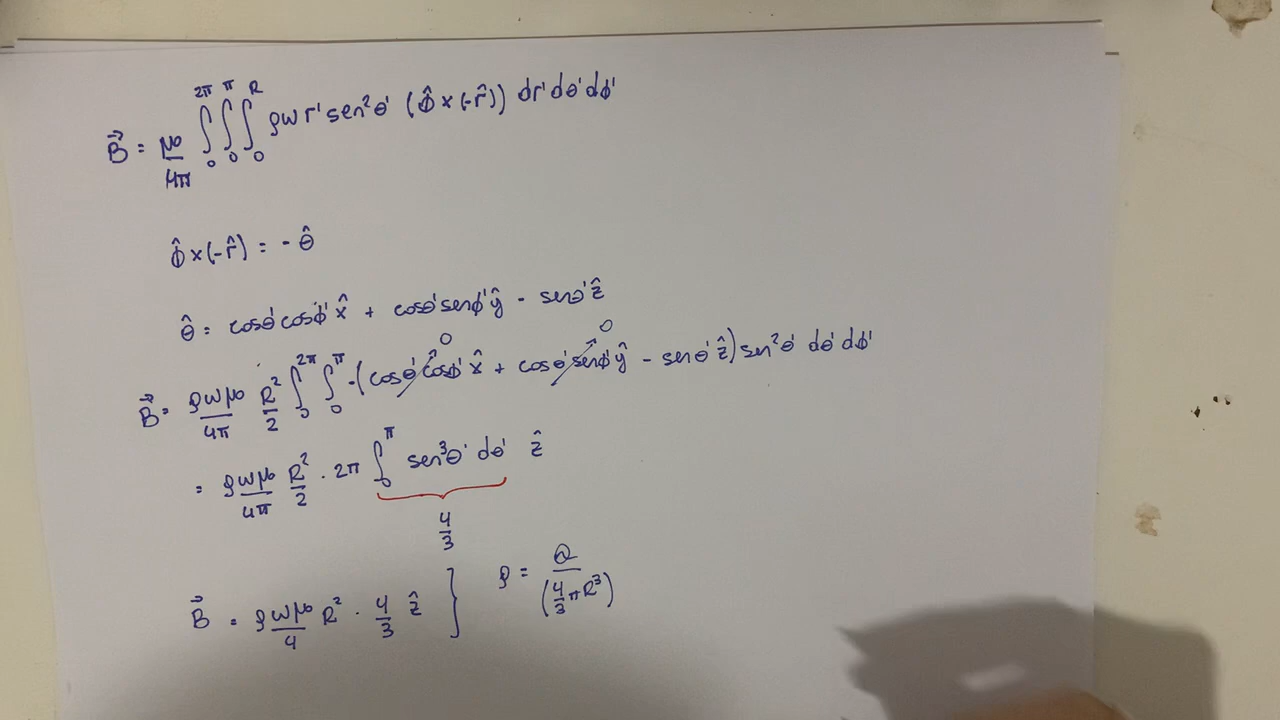 B⃗ = μ₀/4π ∫₀^2π ∫₀^π ∫₀^R ρω r' sen²θ' (φ̂ × (-r̂)) dr' dθ' dφ'
φ̂ × (-r̂) = - θ̂
θ̂ = cosθ' cosφ' x̂ + cosθ' senφ' ŷ - senθ' ẑ
0 0
B⃗ = ρωμ₀/4π R²/2 ∫₀^2π ∫₀^π -(cosθ' cosφ' x̂ + cosθ' senφ' ŷ - senθ' ẑ) sen²θ' dθ' dφ'
= ρωμ₀/4π R²/2 · 2π ∫₀^π sen³θ' dθ' ẑ
4/3
B⃗ = ρωμ₀/4 R² · 4/3 ẑ } ρ = Q/(4/3 πR³)